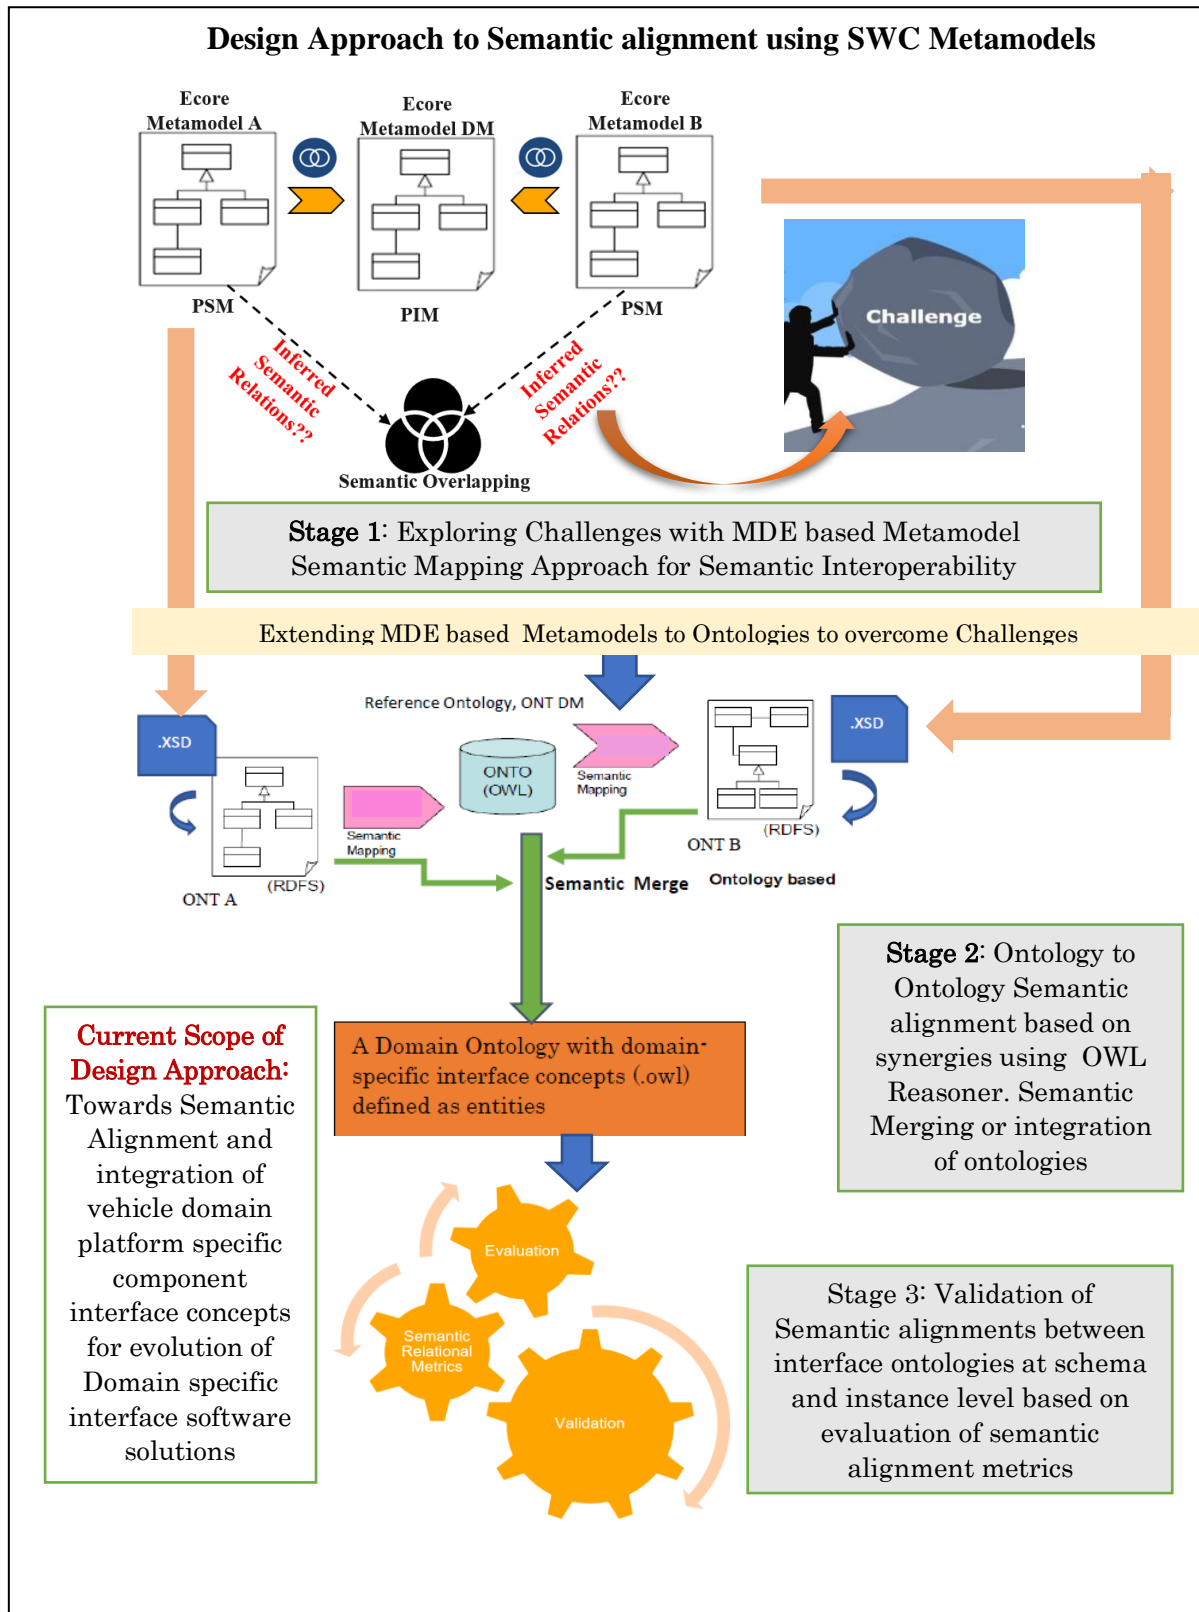 Design Approach to Semantic alignment using SWC Metamodels
Ecore
Metamodel A
Ecore
Metamodel DM
Ecore
Metamodel B
PSM
PIM
PSM
Inferred
Semantic
Relations??
Inferred
Semantic
Relations??
Challenge
Semantic Overlapping
Stage 1: Exploring Challenges with MDE based Metamodel
Semantic Mapping Approach for Semantic Interoperability
Extending MDE based Metamodels to Ontologies to overcome Challenges
Reference Ontology, ONT DM
.XSD
.XSD
ONTO
(OWL)
Semantic
Mapping
Semantic
Mapping
(RDFS)
ONT B
(RDFS)
ONT A
Semantic Merge
Ontology based
Stage 2: Ontology to
Ontology Semantic
alignment based on
synergies using OWL
Reasoner. Semantic
Merging or integration
of ontologies
Current Scope of
Design Approach:
Towards Semantic
Alignment and
integration of
vehicle domain
platform specific
component
interface concepts
for evolution of
Domain specific
interface software
solutions
A Domain Ontology with domain-
specific interface concepts (.owl)
defined as entities
Evaluation
Semantic
Relational
Metrics
Validation
Stage 3: Validation of
Semantic alignments between
interface ontologies at schema
and instance level based on
evaluation of semantic
alignment metrics